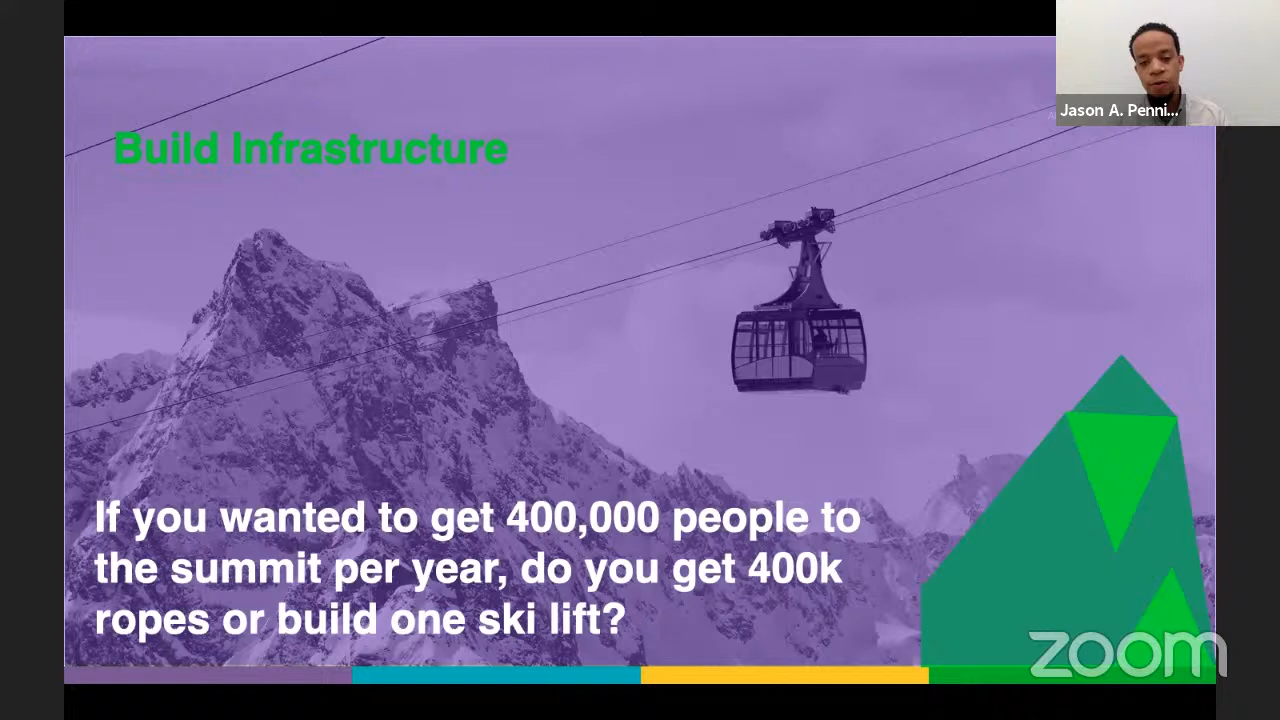 Jason A. Penni...
Build Infrastructure
If you wanted to get 400,000 people to
the summit per year, do you get 400k
ropes or build one ski lift?
zoom